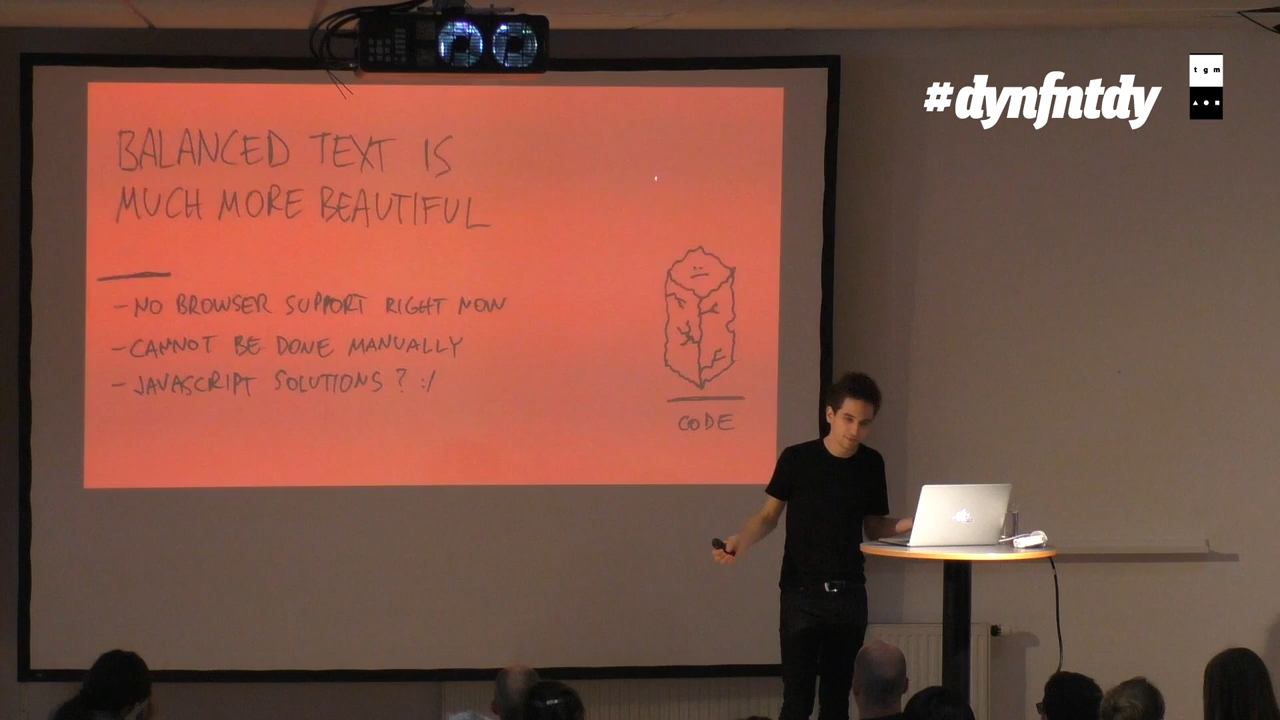 BALANCED TEXT IS
MUCH MORE BEAUTIFUL
- NO BROWSER SUPPORT RIGHT NOW
- CANNOT BE DONE MANUALLY
- JAVASCRIPT SOLUTIONS ? :/
CODE
#dynfntdy
tgm